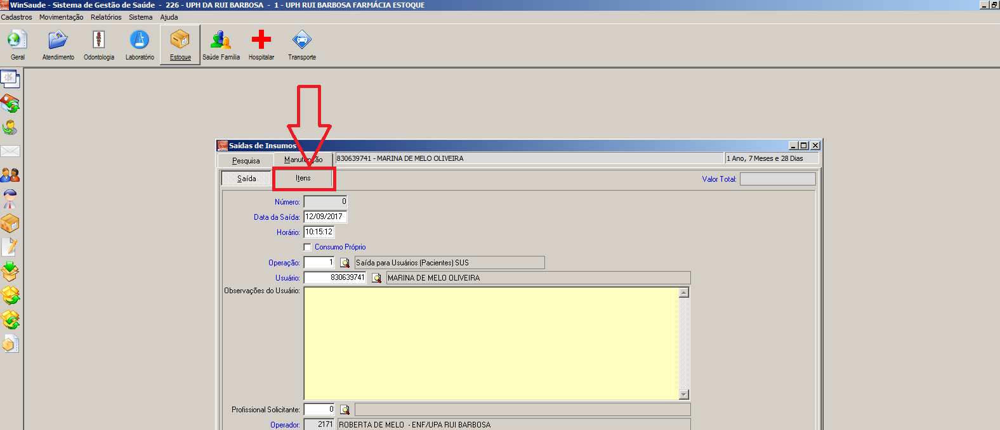 WinSaude - Sistema de Gestão de Saúde - 226 - UPH DA RUI BARBOSA - 1 - UPH RUI BARBOSA FARMÁCIA ESTOQUE
Cadastros Movimentação Relatórios Sistema Ajuda
Geral Atendimento Odontologia Laboratório Estoque Saúde Família Hospitalar Transporte
Saídas de Insumos
Pesquisa Manutenção 830639741 - MARINA DE MELO OLIVEIRA 1 Ano, 7 Meses e 28 Dias
Saída Itens Valor Total:
Número: 0
Data da Saída: 12/09/2017
Horário: 10:15:12
Consumo Próprio
Operação: 1 Saída para Usuários (Pacientes) SUS
Usuário: 830639741 MARINA DE MELO OLIVEIRA
Observações do Usuário:
Profissional Solicitante: 0
Operador: 2171 ROBERTA DE MELO - ENF/UPA RUI BARBOSA